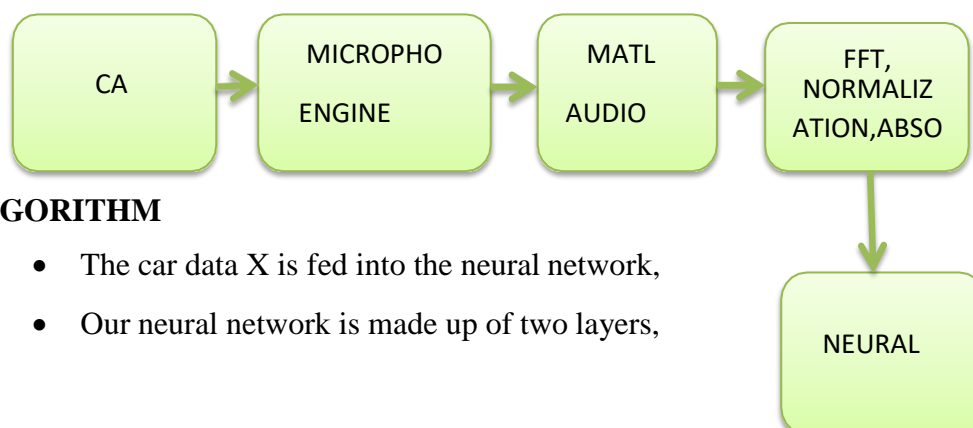 CA
MICROPHO
ENGINE
MATL
AUDIO
FFT,
NORMALIZ
ATION,ABSO
GORITHM
• The car data X is fed into the neural network,
• Our neural network is made up of two layers,
NEURAL